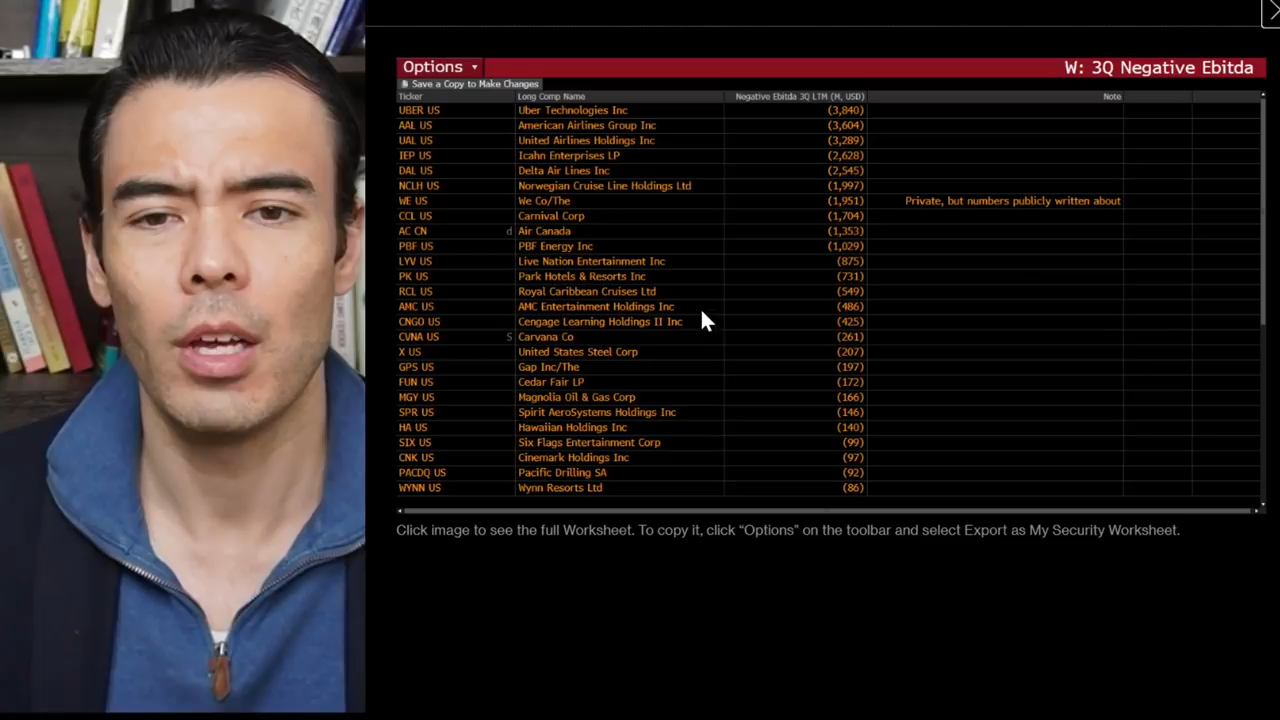 Options
W: 3Q Negative Ebitda
Save a Copy to Make Changes
Ticker Long Comp Name Negative Ebitda 3Q LTM (M, USD) Note
UBER US Uber Technologies Inc (3,840)
AAL US American Airlines Group Inc (3,604)
UAL US United Airlines Holdings Inc (3,289)
IEP US Icahn Enterprises LP (2,628)
DAL US Delta Air Lines Inc (2,545)
NCLH US Norwegian Cruise Line Holdings Ltd (1,997)
WE US We Co/The (1,951) Private, but numbers publicly written about
CCL US Carnival Corp (1,704)
AC CN d Air Canada (1,353)
PBF US PBF Energy Inc (1,029)
LYV US Live Nation Entertainment Inc (875)
PK US Park Hotels & Resorts Inc (731)
RCL US Royal Caribbean Cruises Ltd (549)
AMC US AMC Entertainment Holdings Inc (486)
CNGO US Cengage Learning Holdings II Inc (425)
CVNA US S Carvana Co (261)
X US United States Steel Corp (207)
GPS US Gap Inc/The (197)
FUN US Cedar Fair LP (172)
MGY US Magnolia Oil & Gas Corp (166)
SPR US Spirit AeroSystems Holdings Inc (146)
HA US Hawaiian Holdings Inc (140)
SIX US Six Flags Entertainment Corp (99)
CNK US Cinemark Holdings Inc (97)
PACDQ US Pacific Drilling SA (92)
WYNN US Wynn Resorts Ltd (86)
Click image to see the full Worksheet. To copy it, click “Options” on the toolbar and select Export as My Security Worksheet.